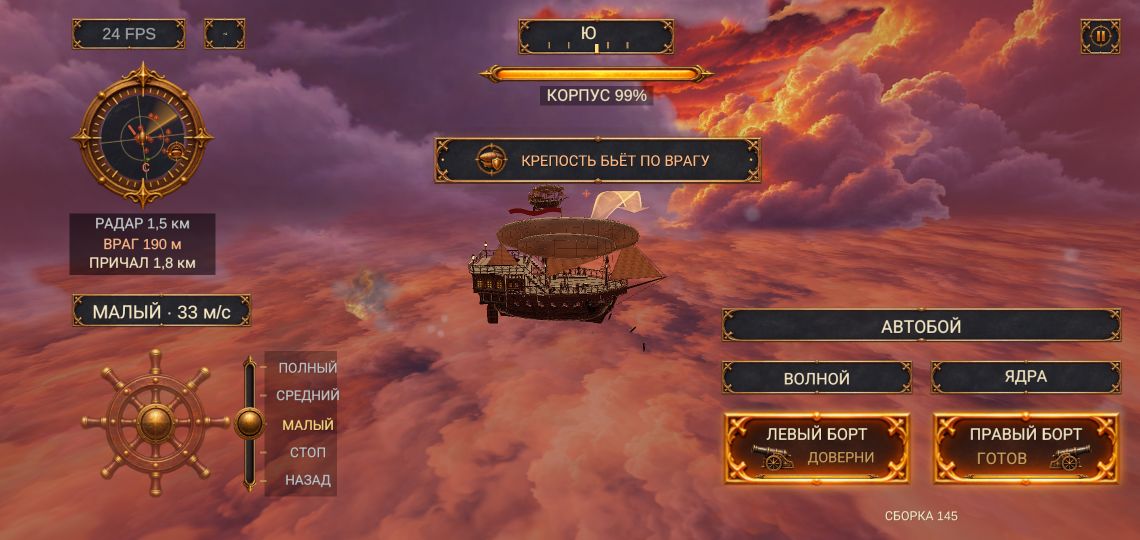 24 FPS
Ю
КОРПУС 99%
КРЕПОСТЬ БЬЁТ ПО ВРАГУ
С
РАДАР 1,5 км
ВРАГ 190 м
ПРИЧАЛ 1,8 км
МАЛЫЙ · 33 м/с
ПОЛНЫЙ
СРЕДНИЙ
МАЛЫЙ
СТОП
НАЗАД
АВТОБОЙ
ВОЛНОЙ
ЯДРА
ЛЕВЫЙ БОРТ
ДОВЕРНИ
ПРАВЫЙ БОРТ
ГОТОВ
СБОРКА 145